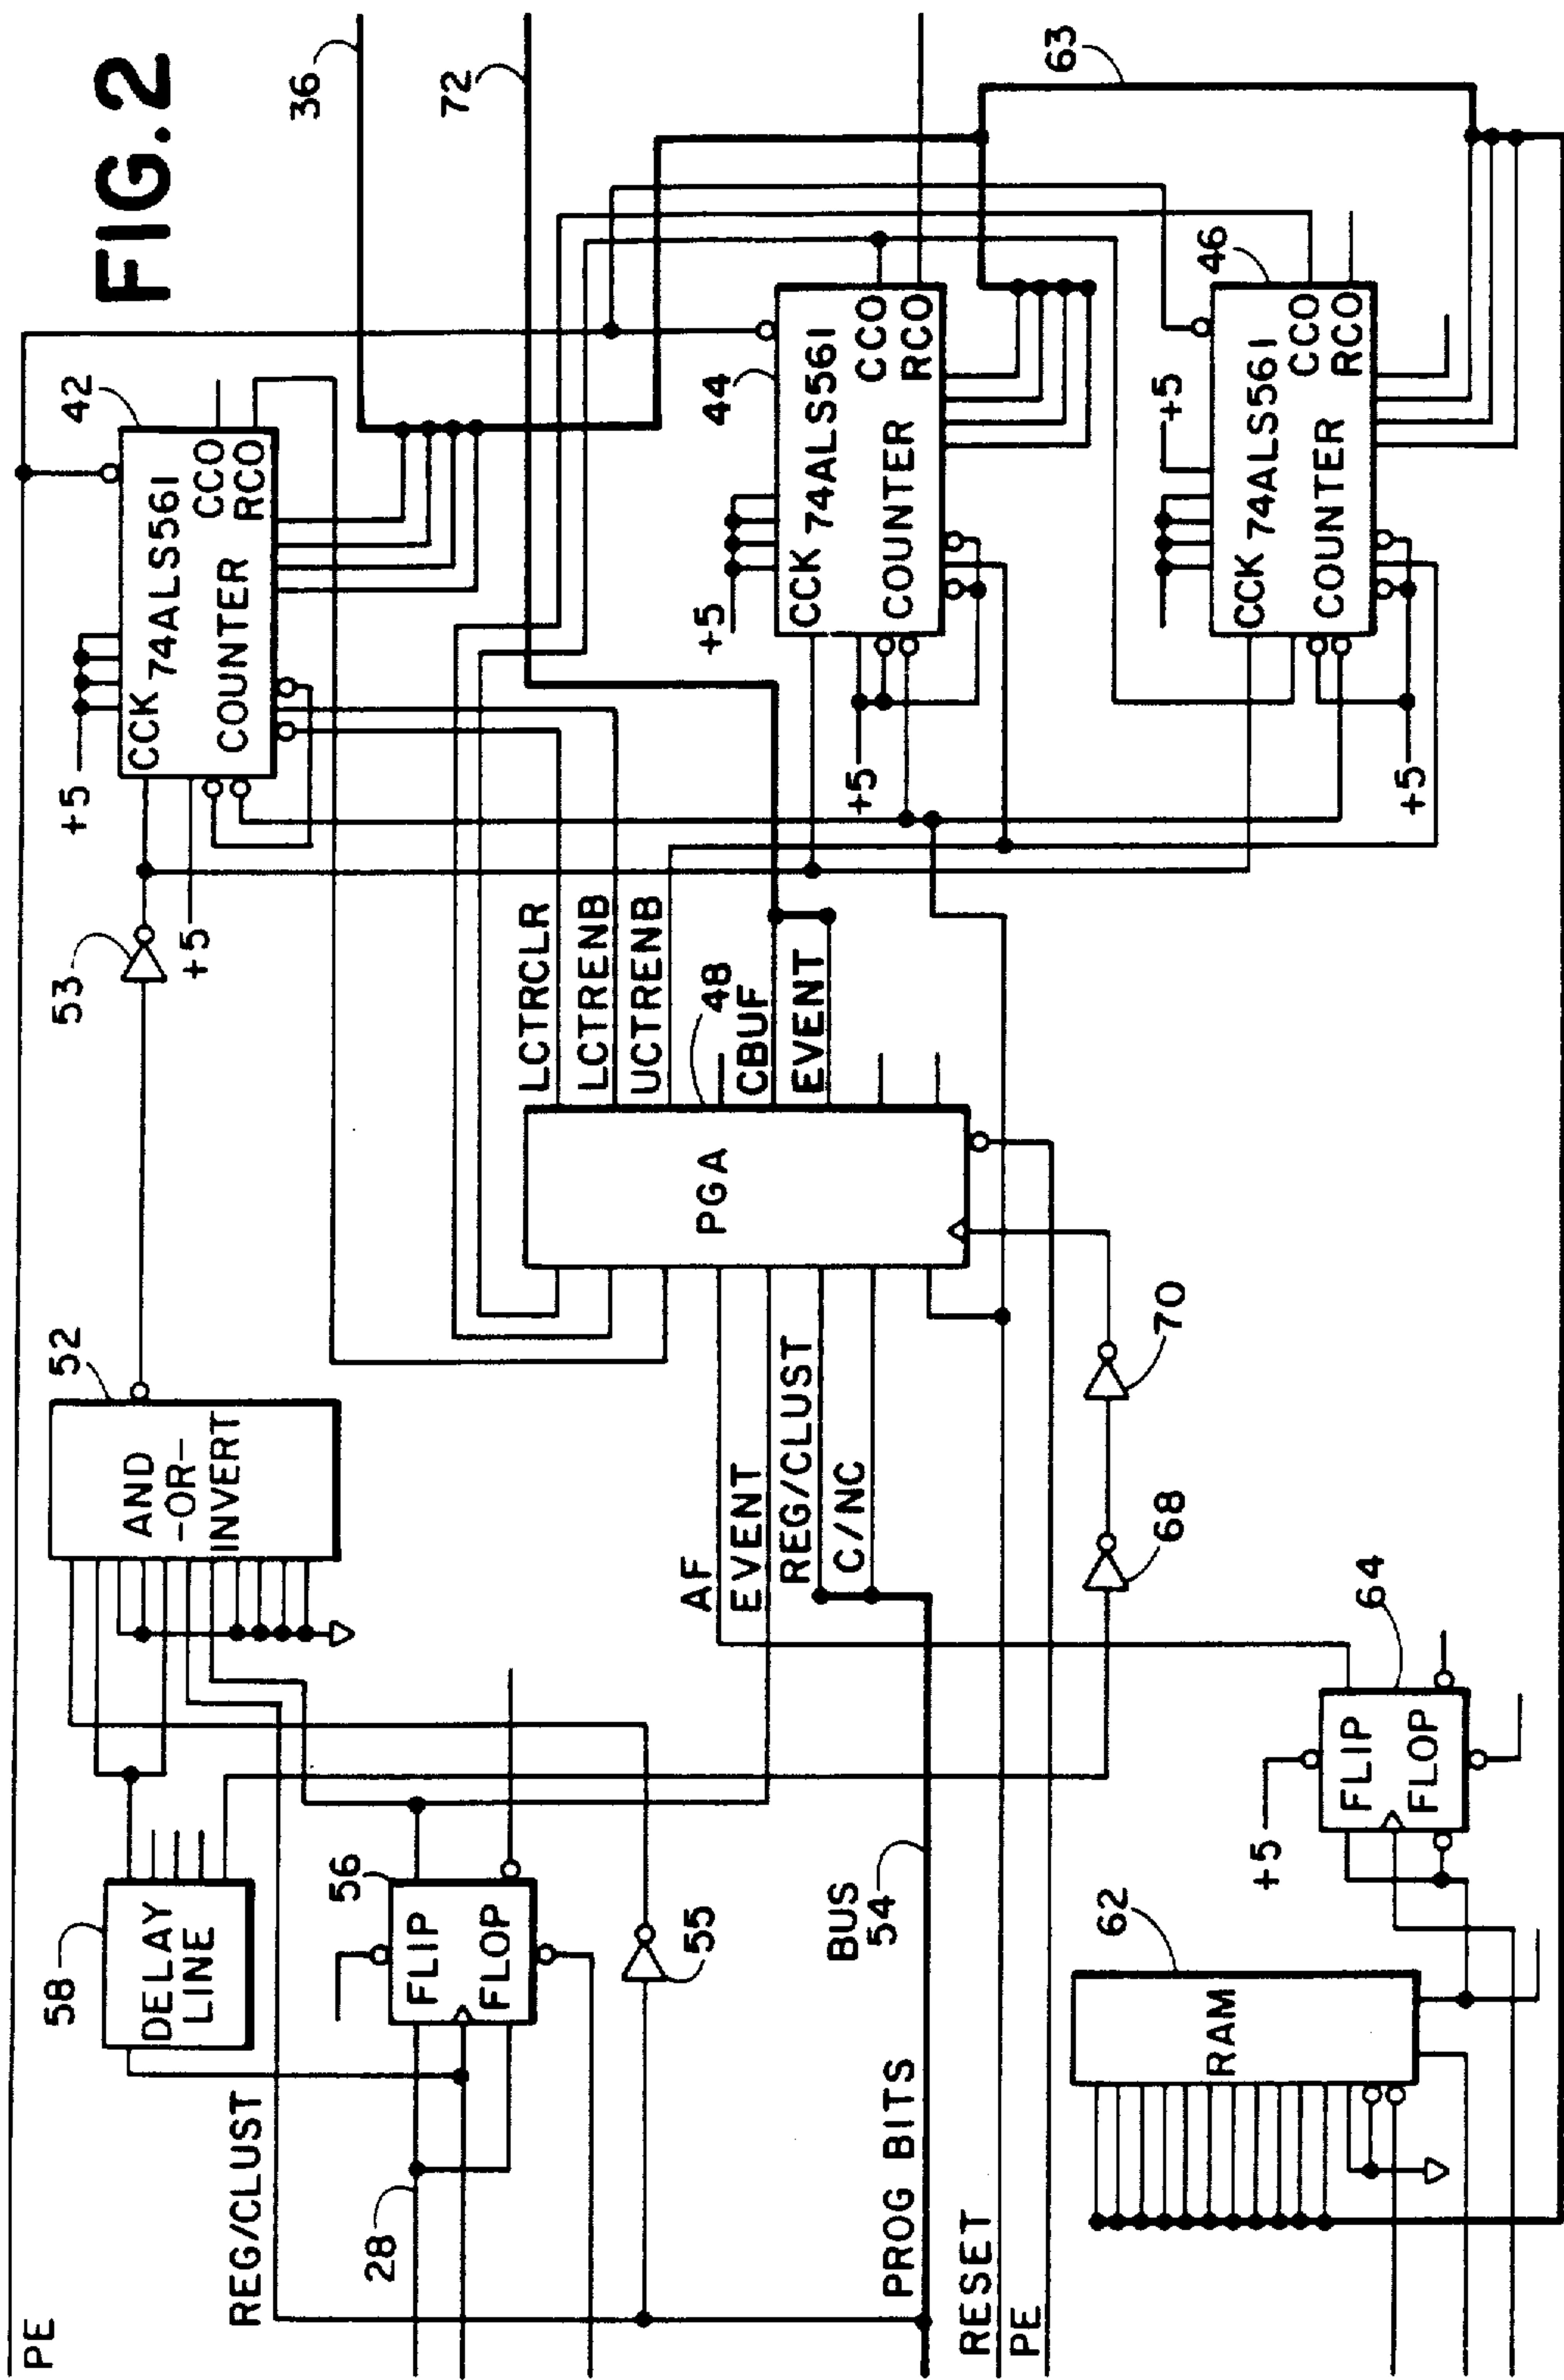 FIG.2
PE
36
72
63
42
+5
CCK
74ALS561
CCO
RCO
COUNTER
53
+5
52
AND
-OR-
INVERT
58
DELAY
LINE
REG/CLUST
28
56
FLIP
FLOP
55
LCTRCLR
LCTRENB
UCTRENB
48
CBUF
EVENT
PGA
AF
EVENT
REG/CLUST
C/NC
44
+5
CCK
74ALS561
CCO
RCO
COUNTER
+5
46
+5
CCK
74ALS561
CCO
RCO
COUNTER
+5
BUS
54
PROG BITS
RESET
PE
68
70
62
RAM
64
+5
FLIP
FLOP